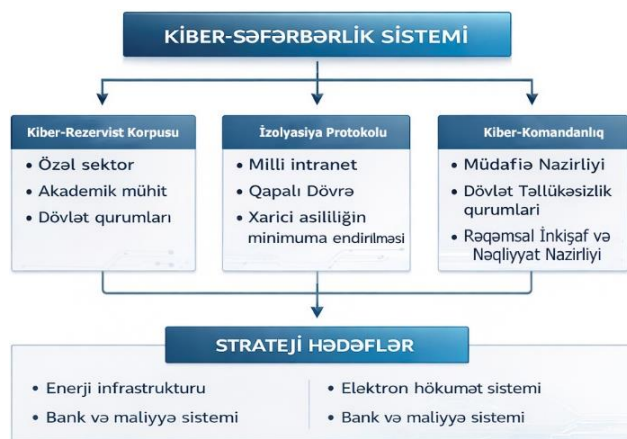 KİBER-SƏFƏRBƏRLİK SİSTEMİ
Kiber-Rezervist Korpusu
• Özəl sektor
• Akademik mühit
• Dövlət qurumları
İzolyasiya Protokolu
• Milli intranet
• Qapalı Dövrə
• Xarici asılılığın
minimuma endirilməsi
Kiber-Komandanlıq
• Müdafiə Nazirliyi
• Dövlət Təllükəsizlik
qurumlari
• Rəqəmsal İnkişaf və
Nəqliyyat Nazirliyi
STRATEJİ HƏDƏFLƏR
• Enerji infrastrukturu
• Bank və maliyyə sistemi
• Elektron hökumət sistemi
• Bank və maliyyə sistemi